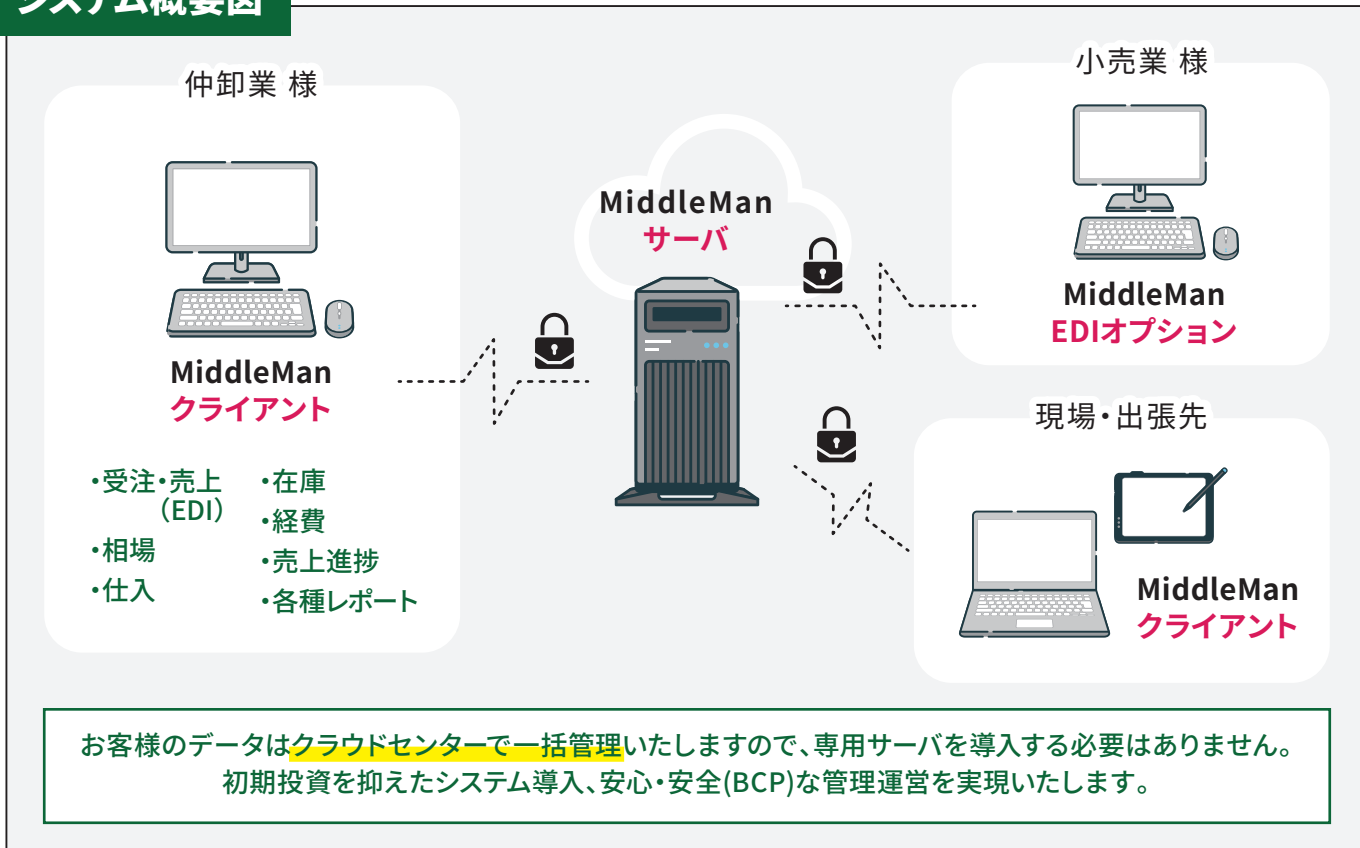 システム概要図
仲卸業 様
MiddleMan
クライアント
・受注・売上
（EDI）
・相場
・仕入
・在庫
・経費
・売上進捗
・各種レポート
MiddleMan
サーバ
小売業 様
MiddleMan
EDIオプション
現場・出張先
MiddleMan
クライアント
お客様のデータはクラウドセンターで一括管理いたしますので、専用サーバを導入する必要はありません。
初期投資を抑えたシステム導入、安心・安全(BCP)な管理運営を実現いたします。